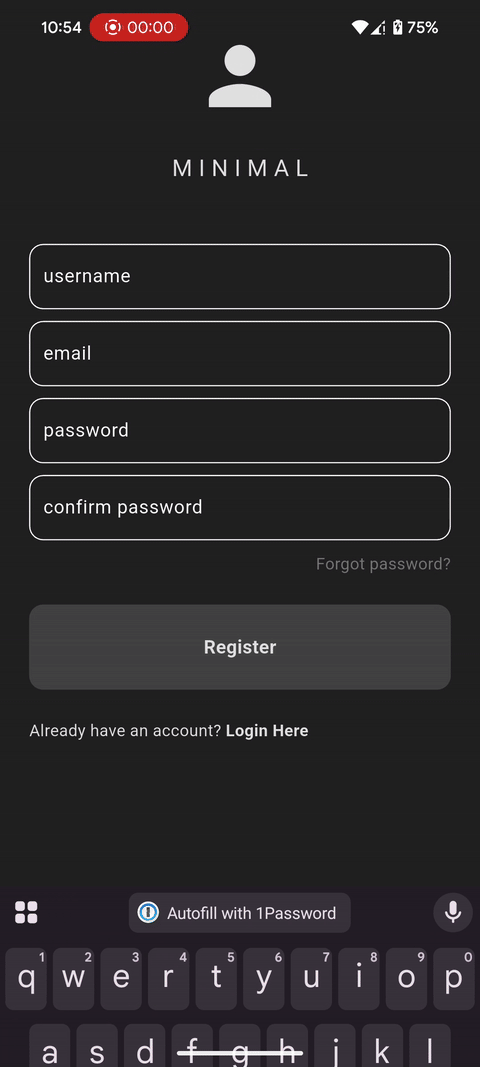 10:54 00:00 75%
MINIMAL
username
email
password
confirm password
Forgot password?
Register
Already have an account? Login Here
Autofill with 1Password
1 2 3 4 5 6 7 8 9 0
q w e r t y u i o p
a s d f g h j k l